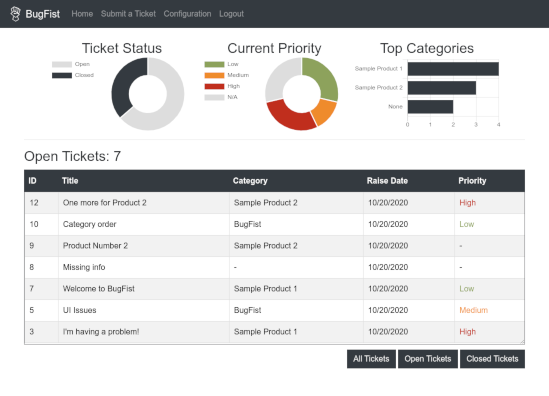 BugFist Home Submit a Ticket Configuration Logout
Ticket Status
Open
Closed
Current Priority
Low
Medium
High
N/A
Top Categories
Sample Product 1
Sample Product 2
None
0 1 2 3 4
Open Tickets: 7
ID Title Category Raise Date Priority
12 One more for Product 2 Sample Product 2 10/20/2020 High
10 Category order BugFist 10/20/2020 Low
9 Product Number 2 Sample Product 2 10/20/2020 -
8 Missing info - 10/20/2020 -
7 Welcome to BugFist Sample Product 1 10/20/2020 Low
5 UI Issues BugFist 10/20/2020 Medium
3 I'm having a problem! Sample Product 1 10/20/2020 High
All Tickets Open Tickets Closed Tickets